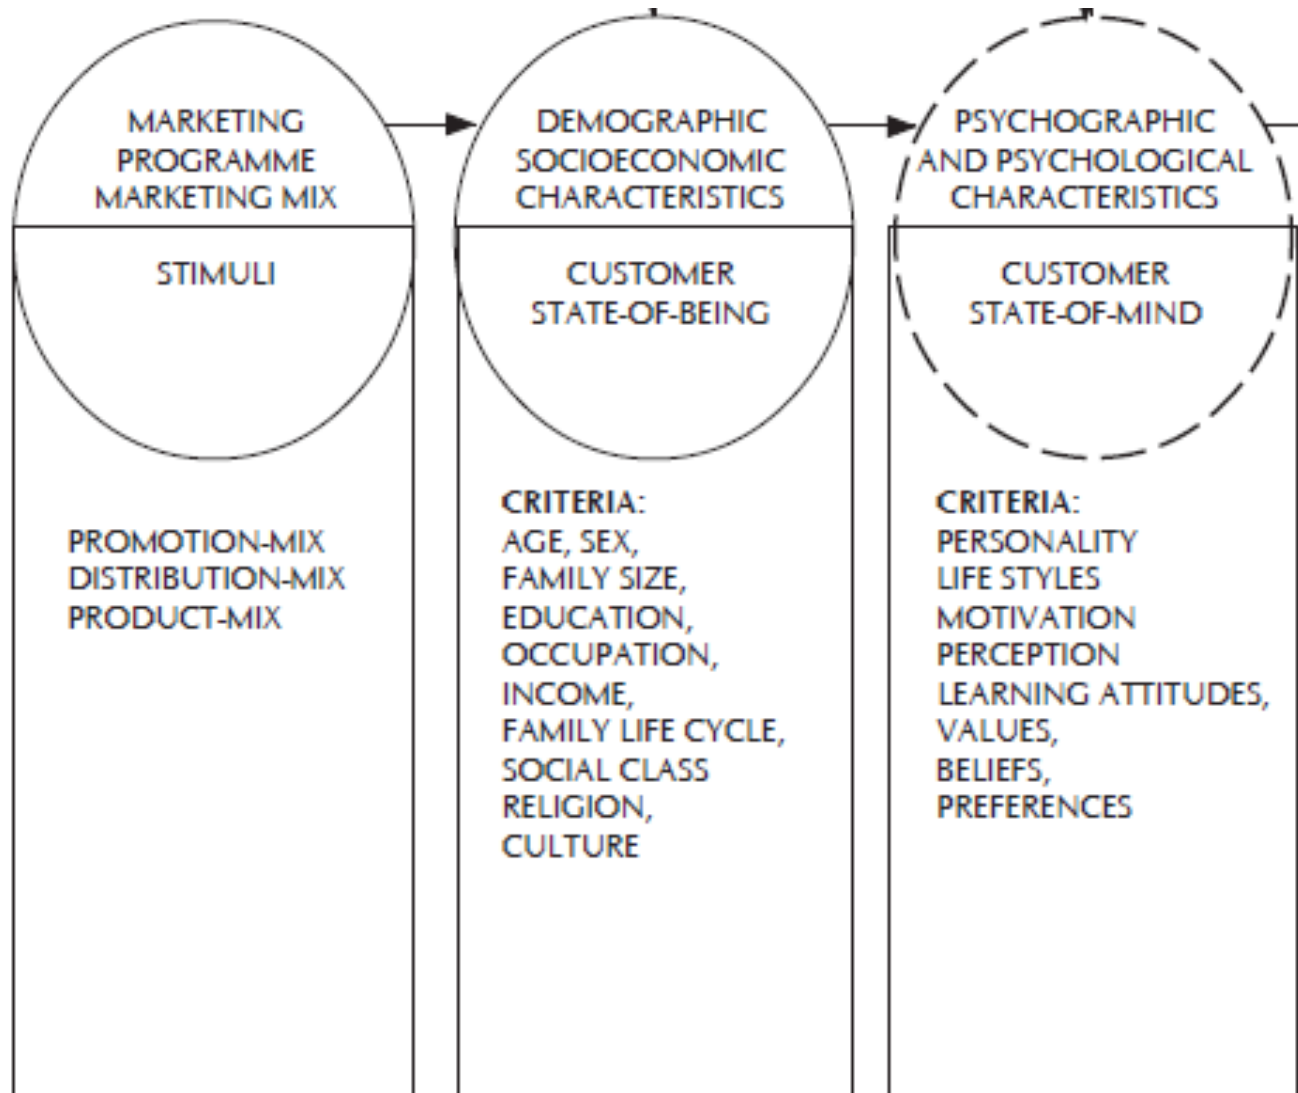 MARKETING
PROGRAMME
MARKETING MIX
STIMULI
PROMOTION-MIX
DISTRIBUTION-MIX
PRODUCT-MIX
DEMOGRAPHIC
SOCIOECONOMIC
CHARACTERISTICS
CUSTOMER
STATE-OF-BEING
CRITERIA:
AGE, SEX,
FAMILY SIZE,
EDUCATION,
OCCUPATION,
INCOME,
FAMILY LIFE CYCLE,
SOCIAL CLASS
RELIGION,
CULTURE
PSYCHOGRAPHIC
AND PSYCHOLOGICAL
CHARACTERISTICS
CUSTOMER
STATE-OF-MIND
CRITERIA:
PERSONALITY
LIFE STYLES
MOTIVATION
PERCEPTION
LEARNING ATTITUDES,
VALUES,
BELIEFS,
PREFERENCES